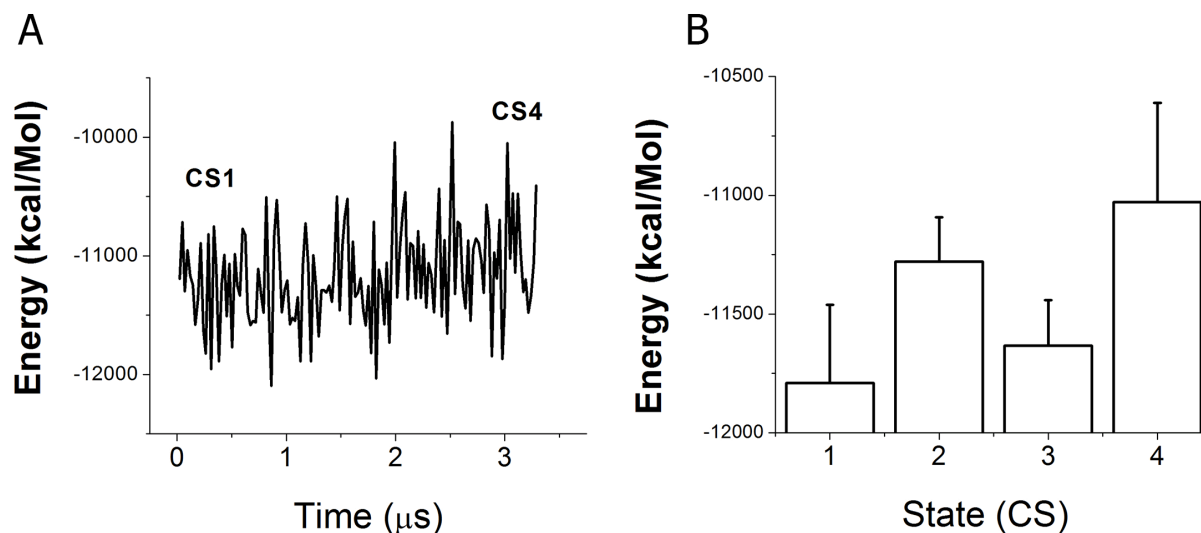 A
Energy (kcal/Mol)
-10000
-11000
-12000
CS1
CS4
0 1 2 3
Time (μs)
B
Energy (kcal/Mol)
-10500
-11000
-11500
-12000
1 2 3 4
State (CS)